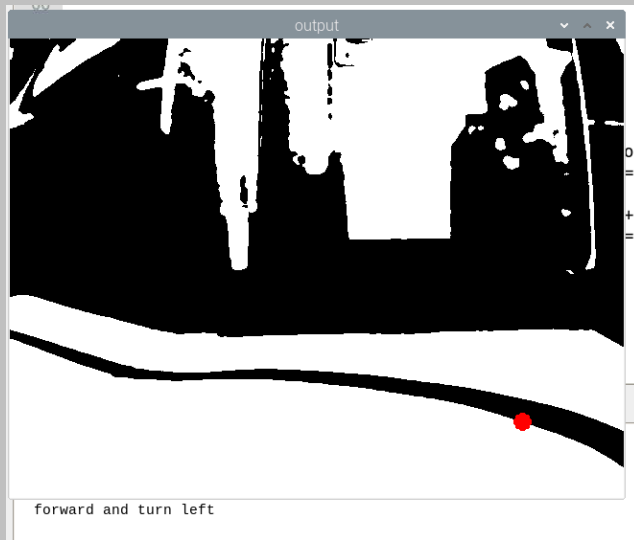 output
o
=
+
=
forward and turn left